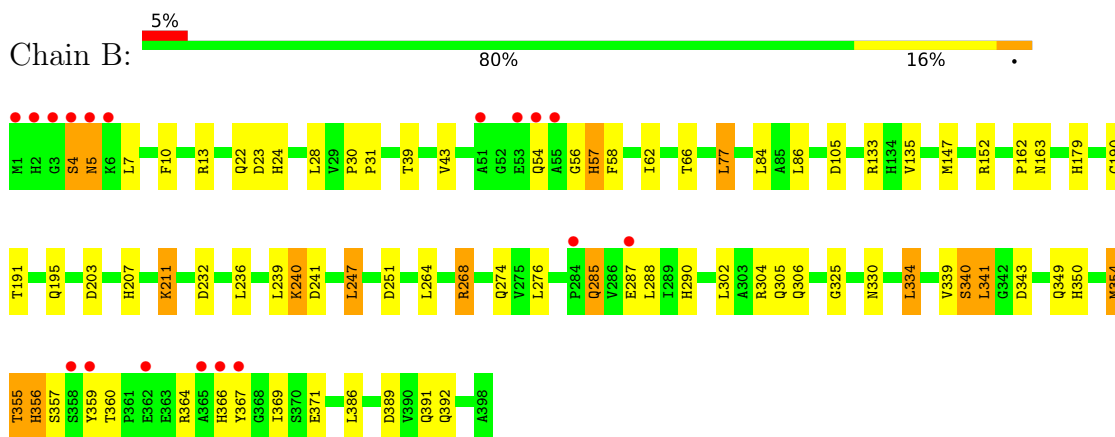 5%
Chain B:
80% 16% •
M1 H2 G3 S4 N5 K6 L7 F10 R13 Q22 D23 H24 L28 V29 P30 P31 T39 V43 A51 G52 E53 Q54 A55 G56 H57 F58 I62 T66 L77 L84 A85 L86 D105 R133 H134 V135 M147 R152 P162 N163 H179 G190
T191 Q195 D203 H207 K211 D232 L236 L239 K240 D241 L247 D251 L264 R268 Q274 V275 L276 P284 Q285 V286 E287 L288 I289 H290 L302 A303 R304 Q305 Q306 G325 N330 L334 V339 S340 L341 G342 D343 Q349 H350 M354
T355 H356 S357 S358 Y359 T360 P361 E362 E363 R364 A365 H366 Y367 G368 I369 S370 E371 L386 D389 V390 Q391 Q392 A398